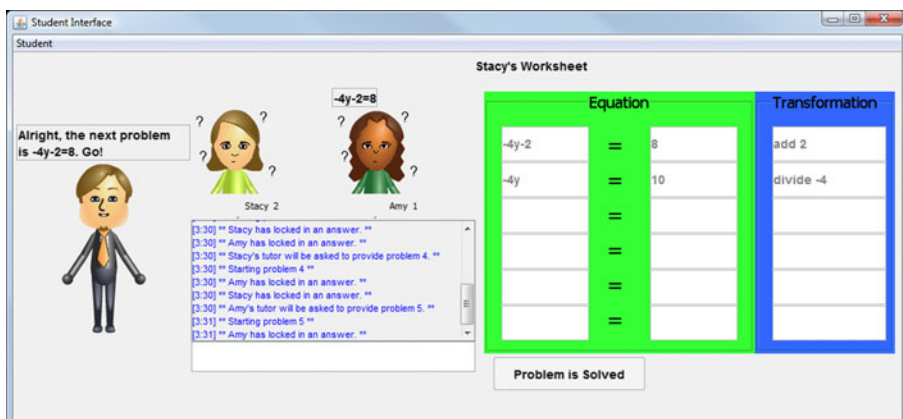 Student Interface
Student
Stacy's Worksheet
-4y-2=8
Alright, the next problem
is -4y-2=8. Go!
? ? ? ?
? ? ? ?
Stacy 2
Amy 1
[3:30] ** Stacy has locked in an answer. **
[3:30] ** Amy has locked in an answer. **
[3:30] ** Stacy's tutor will be asked to provide problem 4. **
[3:30] ** Starting problem 4 **
[3:30] ** Amy has locked in an answer. **
[3:30] ** Stacy has locked in an answer. **
[3:30] ** Amy's tutor will be asked to provide problem 5. **
[3:31] ** Starting problem 5 **
[3:31] ** Amy has locked in an answer. **
Equation Transformation
-4y-2 = 8 add 2
-4y = 10 divide -4
=
=
=
=
Problem is Solved